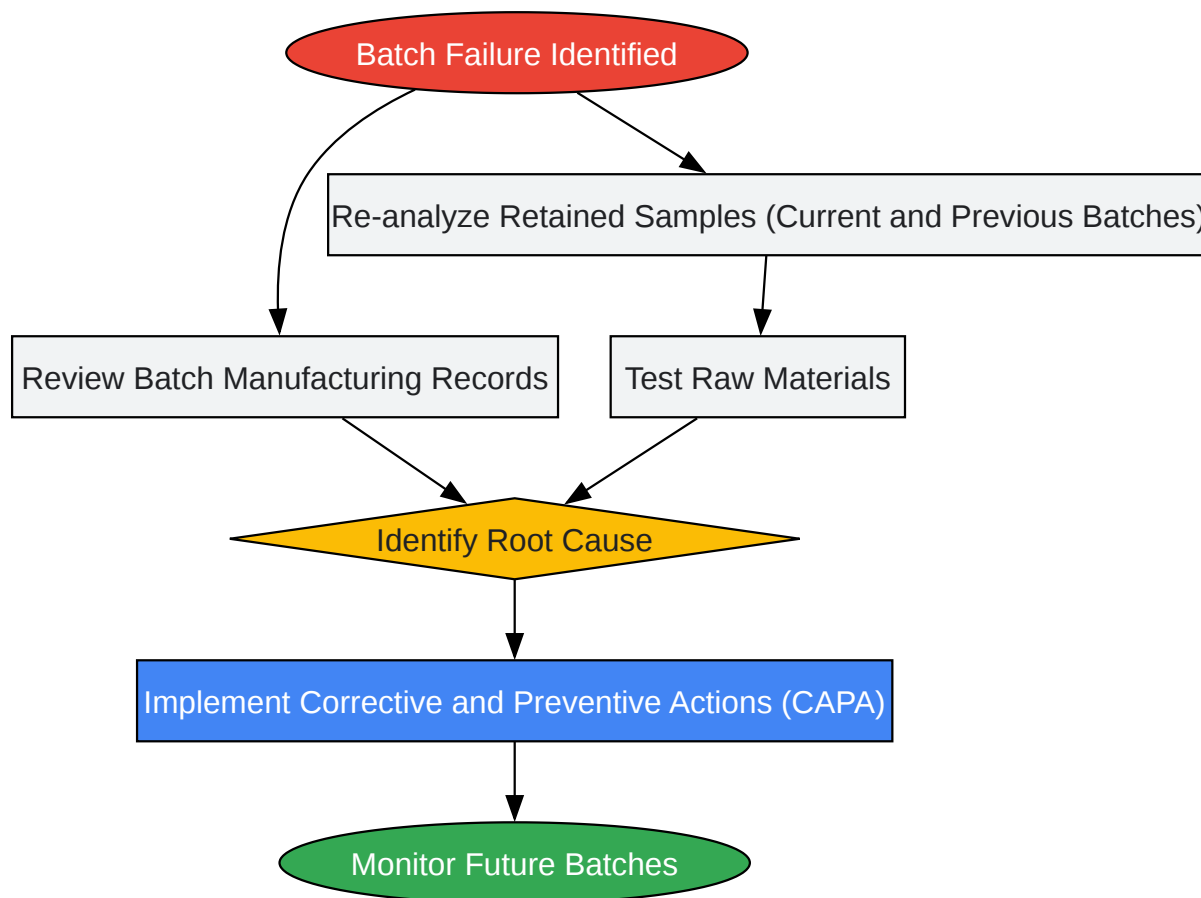 Batch Failure Identified
Re-analyze Retained Samples (Current and Previous Batches)
Review Batch Manufacturing Records
Test Raw Materials
Identify Root Cause
Implement Corrective and Preventive Actions (CAPA)
Monitor Future Batches